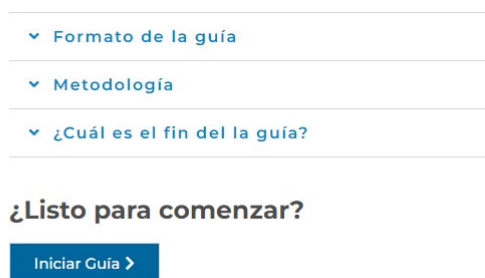 Formato de la guía
Metodología
¿Cuál es el fin del la guía?
¿Listo para comenzar?
Iniciar Guía